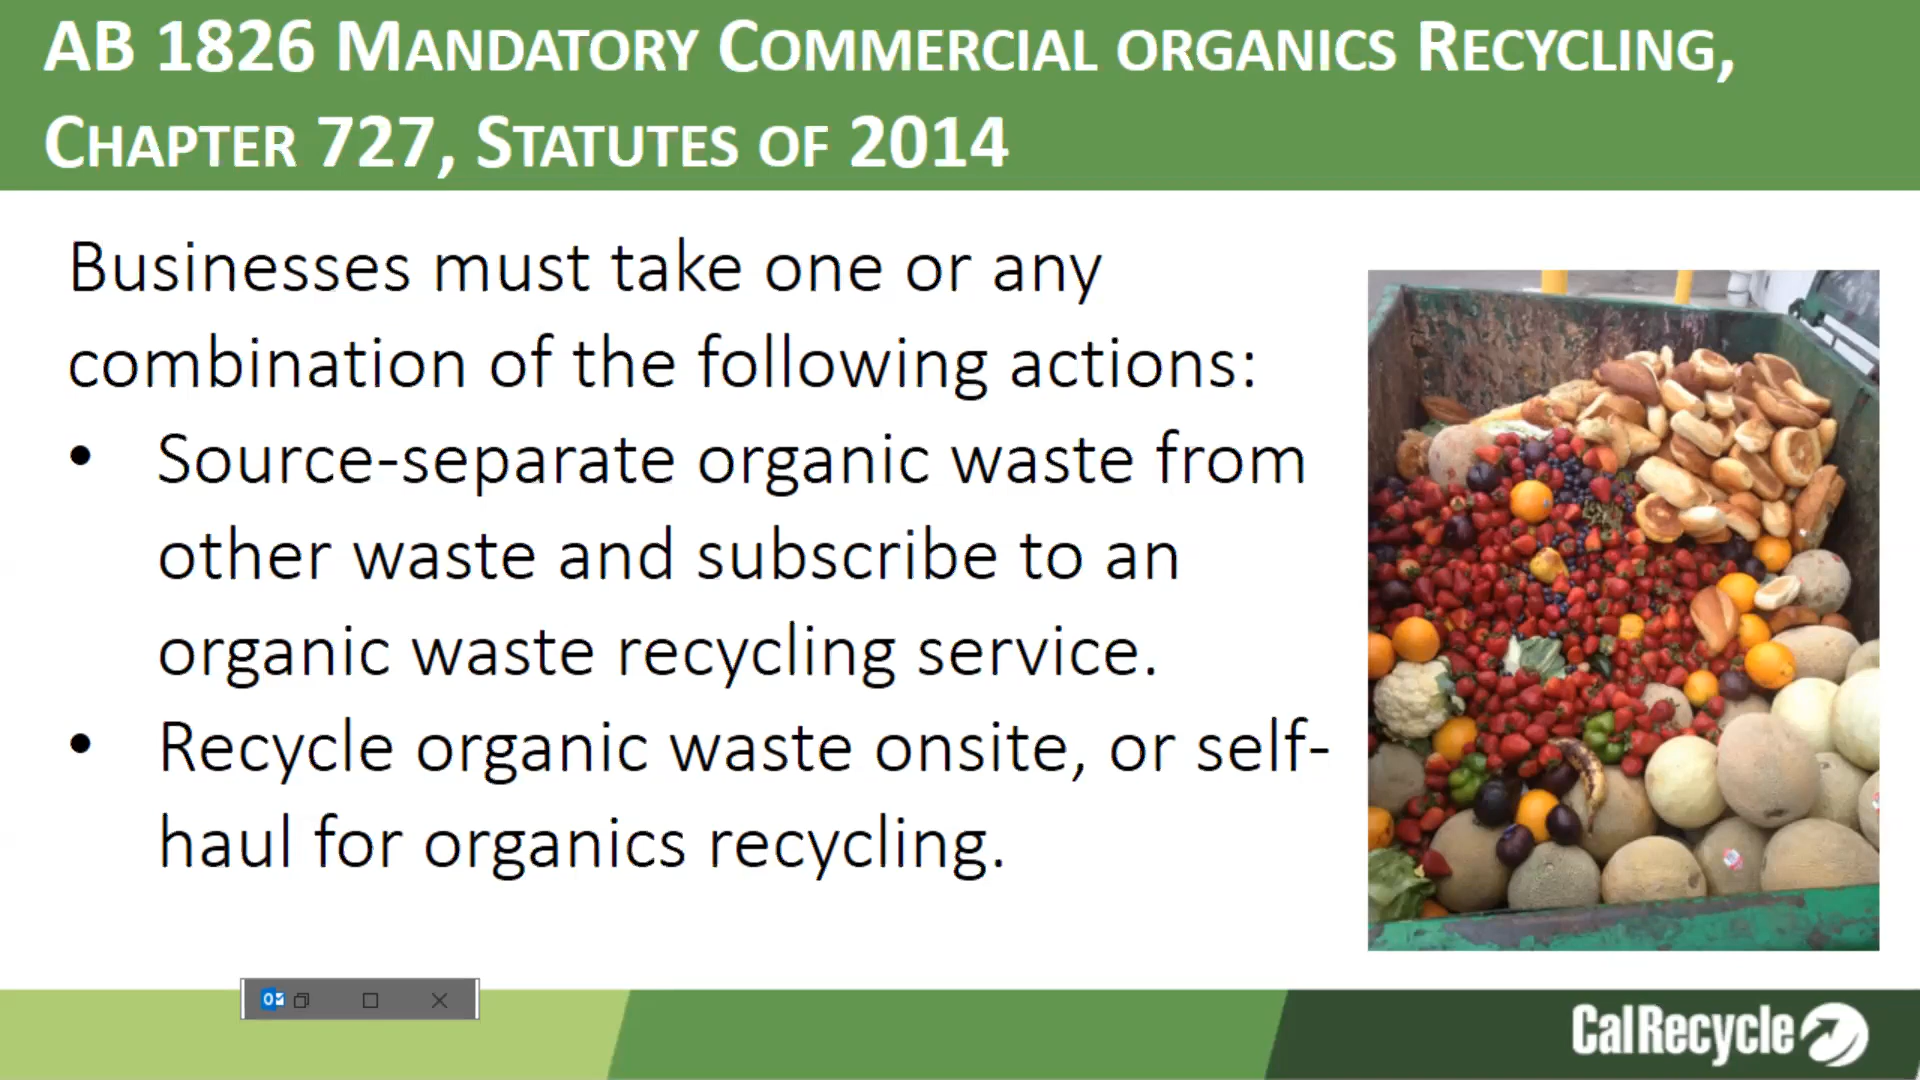 AB 1826 MANDATORY COMMERCIAL ORGANICS RECYCLING,
CHAPTER 727, STATUTES OF 2014
Businesses must take one or any
combination of the following actions:
• Source-separate organic waste from
other waste and subscribe to an
organic waste recycling service.
• Recycle organic waste onsite, or self-
haul for organics recycling.
CalRecycle